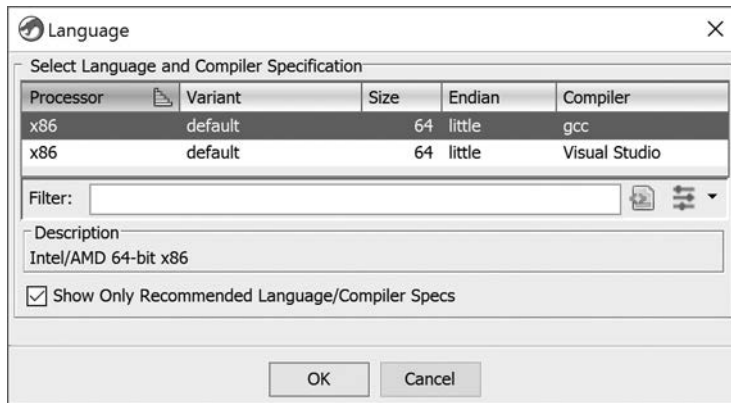 Language
Select Language and Compiler Specification
Processor Variant Size Endian Compiler
x86 default 64 little gcc
x86 default 64 little Visual Studio
Filter:
Description
Intel/AMD 64-bit x86
Show Only Recommended Language/Compiler Specs
OK Cancel